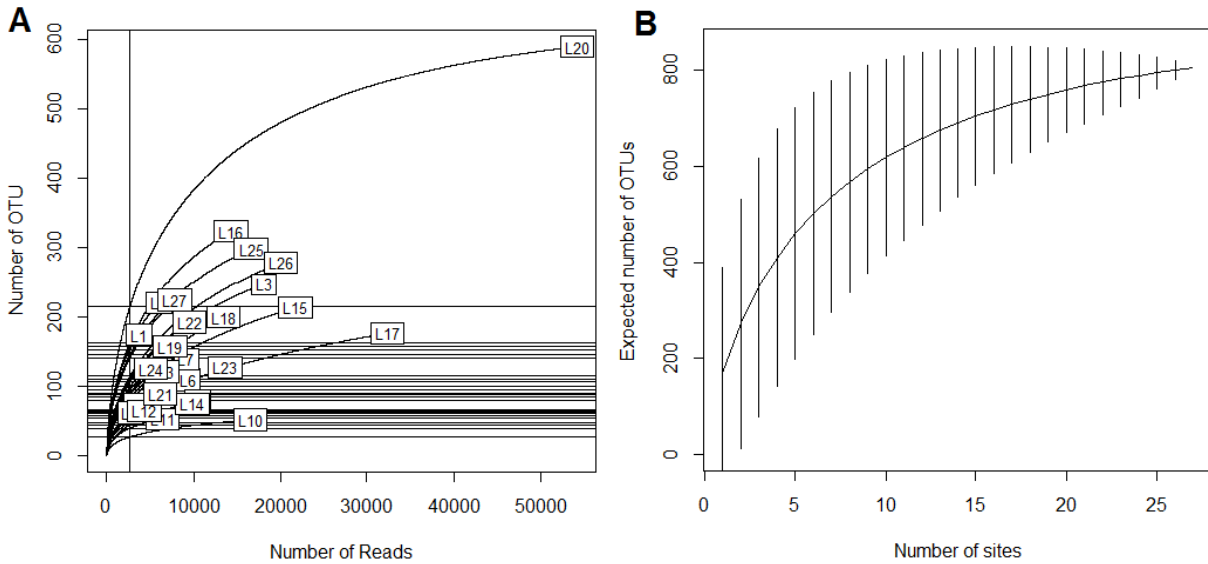 A
Number of OTU
600
500
400
300
200
100
0
L20
L16
L25
L26
L3
L27
L15
L18
L22
L1
L17
L19
L24
L23
L6
L21
L14
L12
L10
0
10000
20000
30000
40000
50000
Number of Reads
B
Expected number of OTUs
800
600
400
200
0
0
5
10
15
20
25
Number of sites